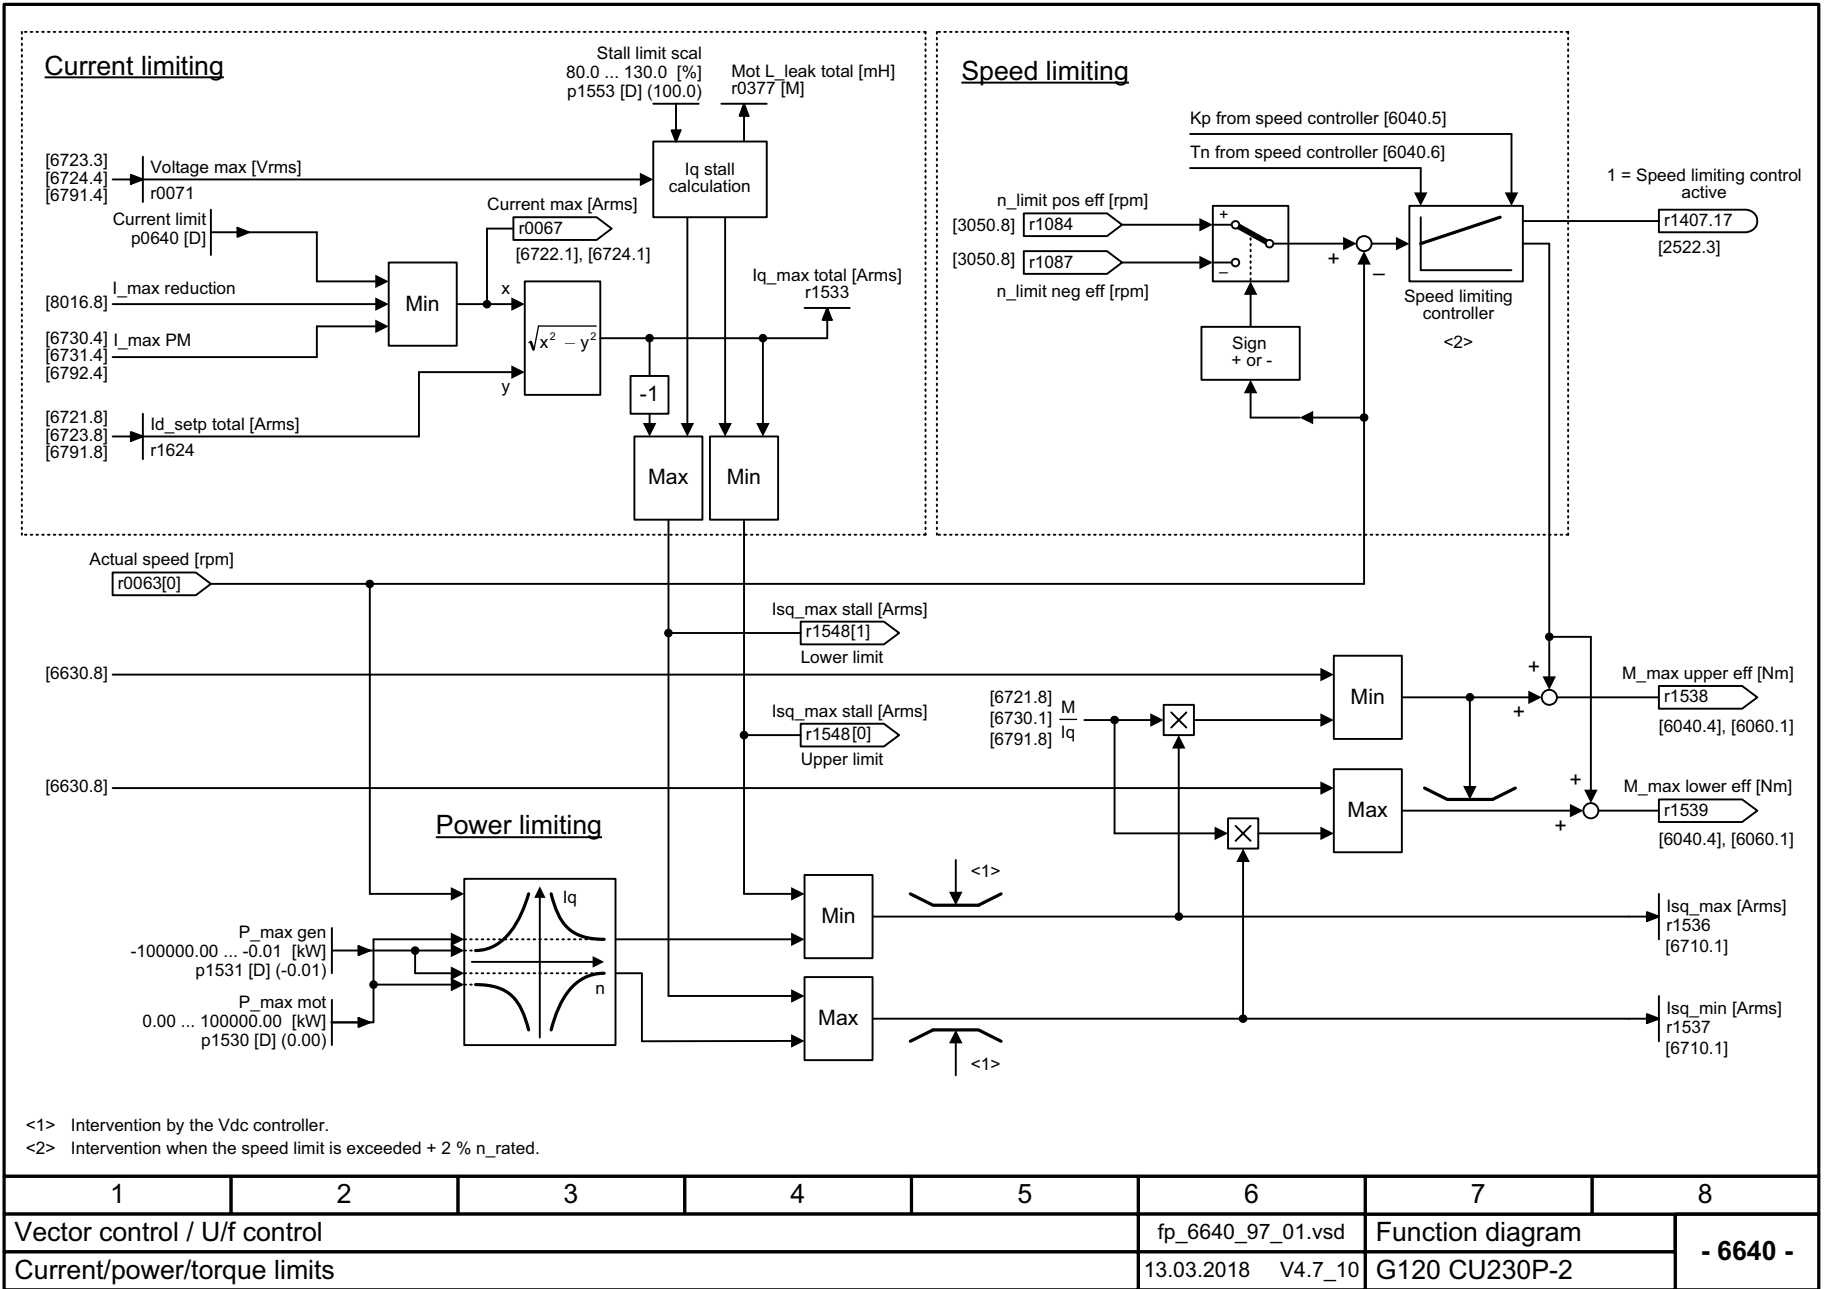 Current limiting
Stall limit scal
80.0 ... 130.0 [%]
p1553 [D] (100.0)
Mot L_leak total [mH]
r0377 [M]
[6723.3]
[6724.4]
[6791.4]
Voltage max [Vrms]
r0071
Iq stall
calculation
Current limit
p0640 [D]
Current max [Arms]
r0067
[6722.1], [6724.1]
Iq_max total [Arms]
r1533
[8016.8]
I_max reduction
Min
x
√x² – y²
y
[6730.4]
[6731.4]
[6792.4]
I_max PM
-1
[6721.8]
[6723.8]
[6791.8]
Id_setp total [Arms]
r1624
Max
Min
Speed limiting
Kp from speed controller [6040.5]
Tn from speed controller [6040.6]
n_limit pos eff [rpm]
[3050.8]
r1084
[3050.8]
r1087
n_limit neg eff [rpm]
+
–
+
–
Sign
+ or -
Speed limiting
controller
<2>
1 = Speed limiting control
active
r1407.17
[2522.3]
Actual speed [rpm]
r0063[0]
Isq_max stall [Arms]
r1548[1]
Lower limit
[6630.8]
Isq_max stall [Arms]
r1548[0]
Upper limit
[6721.8]
[6730.1]
[6791.8]
M
Iq
Min
+
+
M_max upper eff [Nm]
r1538
[6040.4], [6060.1]
[6630.8]
Max
+
+
M_max lower eff [Nm]
r1539
[6040.4], [6060.1]
Power limiting
Iq
n
P_max gen
-100000.00 ... -0.01 [kW]
p1531 [D] (-0.01)
P_max mot
0.00 ... 100000.00 [kW]
p1530 [D] (0.00)
Min
<1>
Isq_max [Arms]
r1536
[6710.1]
Max
<1>
Isq_min [Arms]
r1537
[6710.1]
<1> Intervention by the Vdc controller.
<2> Intervention when the speed limit is exceeded + 2 % n_rated.
1 2 3 4 5 6 7 8
Vector control / U/f control
fp_6640_97_01.vsd
Function diagram
- 6640 -
Current/power/torque limits
13.03.2018 V4.7_10
G120 CU230P-2